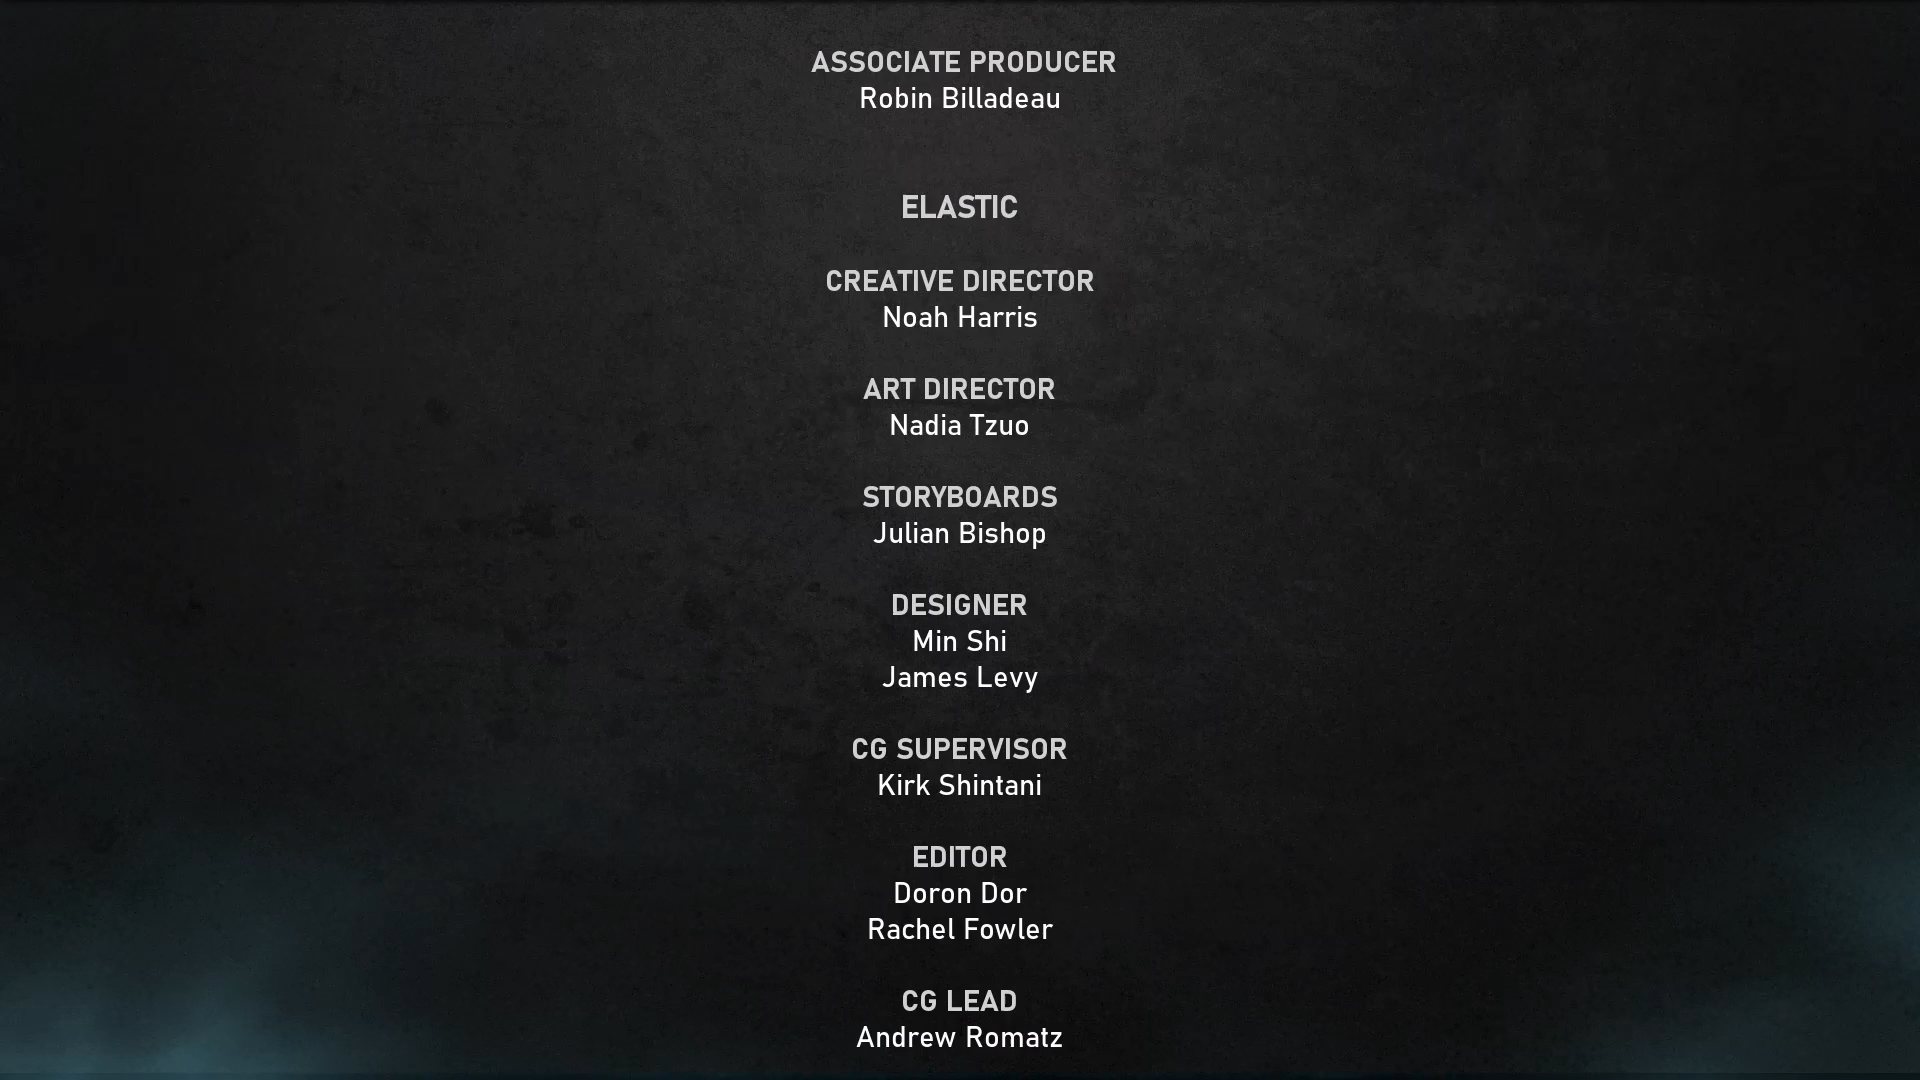 ASSOCIATE PRODUCER
Robin Billadeau
ELASTIC
CREATIVE DIRECTOR
Noah Harris
ART DIRECTOR
Nadia Tzuo
STORYBOARDS
Julian Bishop
DESIGNER
Min Shi
James Levy
CG SUPERVISOR
Kirk Shintani
EDITOR
Doron Dor
Rachel Fowler
CG LEAD
Andrew Romatz